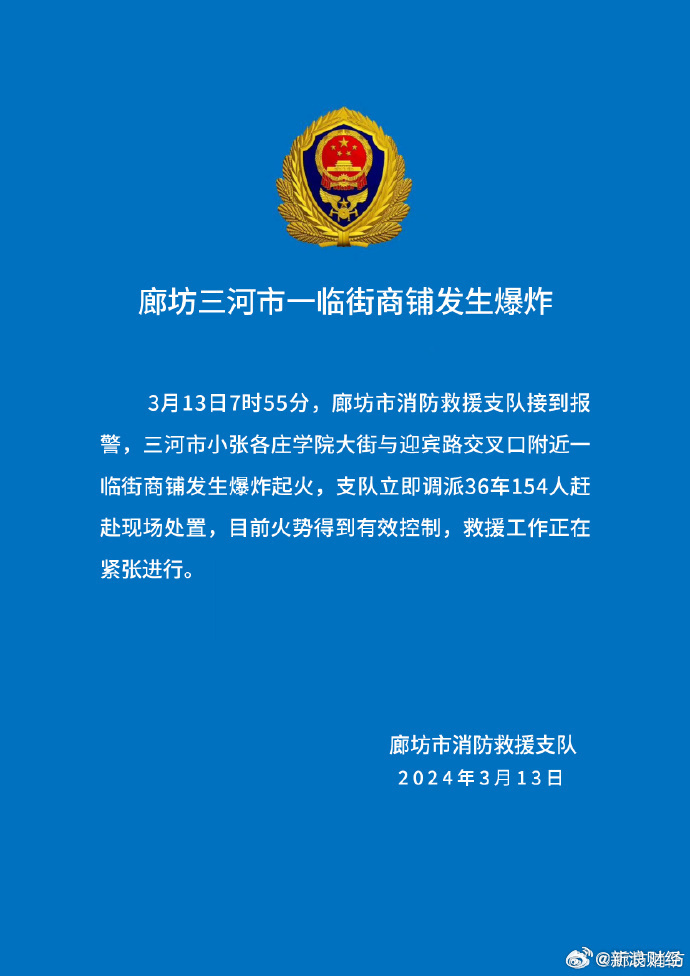 廊坊三河市一临街商铺发生爆炸
3月13日7时55分，廊坊市消防救援支队接到报
警，三河市小张各庄学院大街与迎宾路交叉口附近一
临街商铺发生爆炸起火，支队立即调派36车154人赶
赴现场处置，目前火势得到有效控制，救援工作正在
紧张进行。
廊坊市消防救援支队
2024年3月13日
@新浪财经